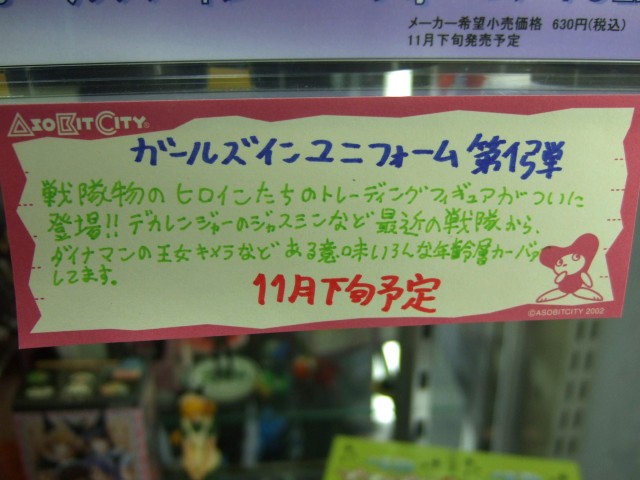 メーカー希望小売価格 630円(税込)
11月下旬発売予定
ASOBITCITY
ガールズインユニフォーム 第1弾
戦隊物のヒロインたちのトレーディングフィギュアがついに
登場!! デカレンジャーのジャスミンなど最近の戦隊から、
ダイナマンの王女キメラなどある意味いろんな年齢層カーバァ
してます。
11月下旬予定
©ASOBITCITY 2002